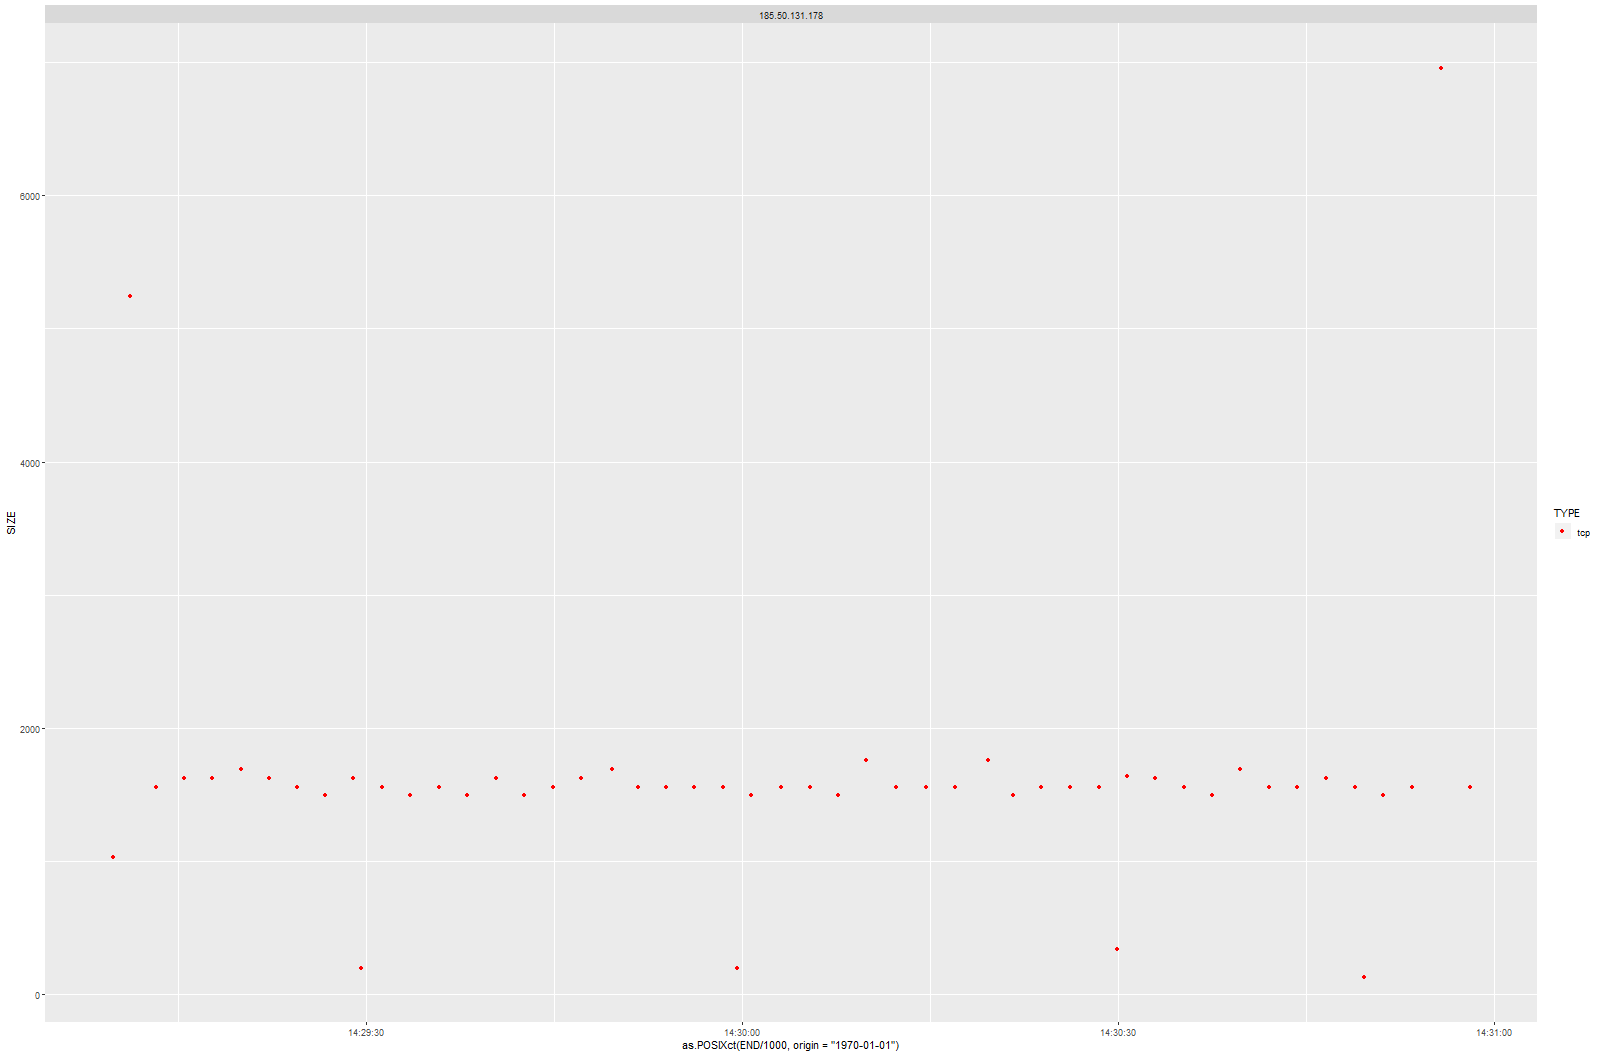 185.50.131.178
6000
4000
2000
0
SIZE
14:29:30
14:30:00
14:30:30
14:31:00
as.POSIXct(END/1000, origin = "1970-01-01")
TYPE
tcp